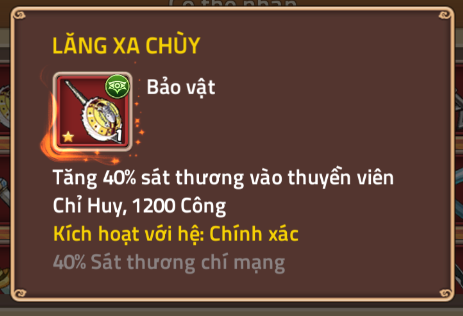 LĂNG XA CHÙY
Bảo vật
1
Tăng 40% sát thương vào thuyền viên
Chỉ Huy, 1200 Công
Kích hoạt với hệ: Chính xác
40% Sát thương chí mạng